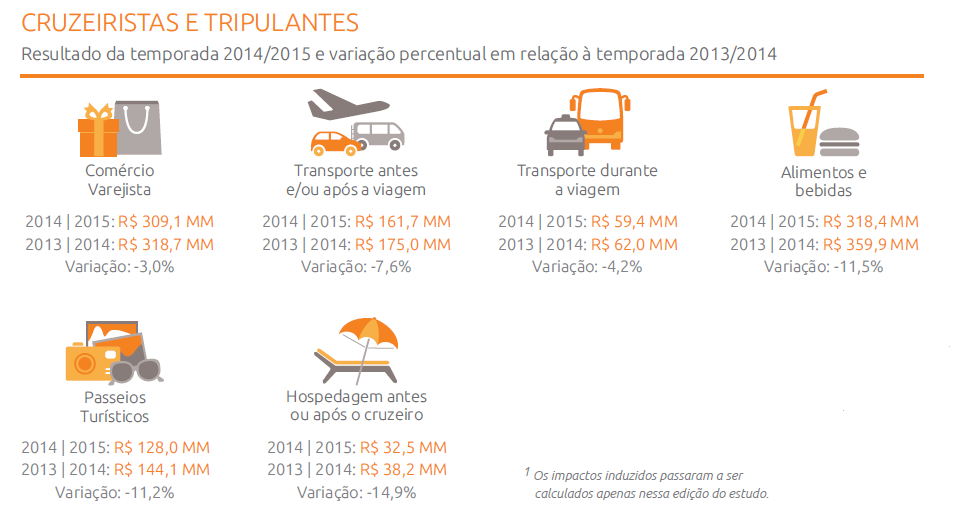 CRUZEIRISTAS E TRIPULANTES
Resultado da temporada 2014/2015 e variação percentual em relação à temporada 2013/2014
Comércio
Varejista
2014 | 2015: R$ 309,1 MM
2013 | 2014: R$ 318,7 MM
Variação: -3,0%
Transporte antes
e/ou após a viagem
2014 | 2015: R$ 161,7 MM
2013 | 2014: R$ 175,0 MM
Variação: -7,6%
Transporte durante
a viagem
2014 | 2015: R$ 59,4 MM
2013 | 2014: R$ 62,0 MM
Variação: -4,2%
Alimentos e
bebidas
2014 | 2015: R$ 318,4 MM
2013 | 2014: R$ 359,9 MM
Variação: -11,5%
Passeios
Turísticos
2014 | 2015: R$ 128,0 MM
2013 | 2014: R$ 144,1 MM
Variação: -11,2%
Hospedagem antes
ou após o cruzeiro
2014 | 2015: R$ 32,5 MM
2013 | 2014: R$ 38,2 MM
Variação: -14,9%
1 Os impactos induzidos passaram a ser
calculados apenas nessa edição do estudo.